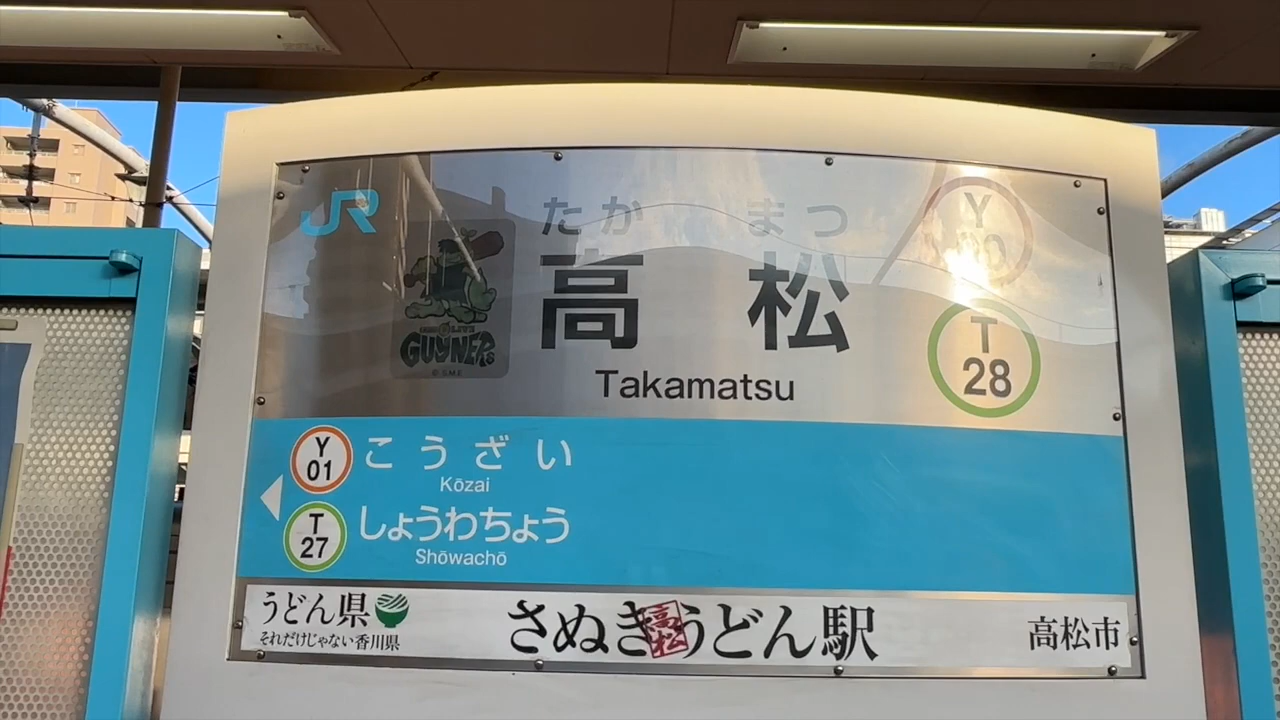 JR
たかまつ
高松
Takamatsu
Y
00
T
28
GUYNERS
Y
01
こうざい
Kōzai
T
27
しょうわちょう
Shōwachō
うどん県
それだけじゃない香川県
さぬき高松うどん駅
高松市